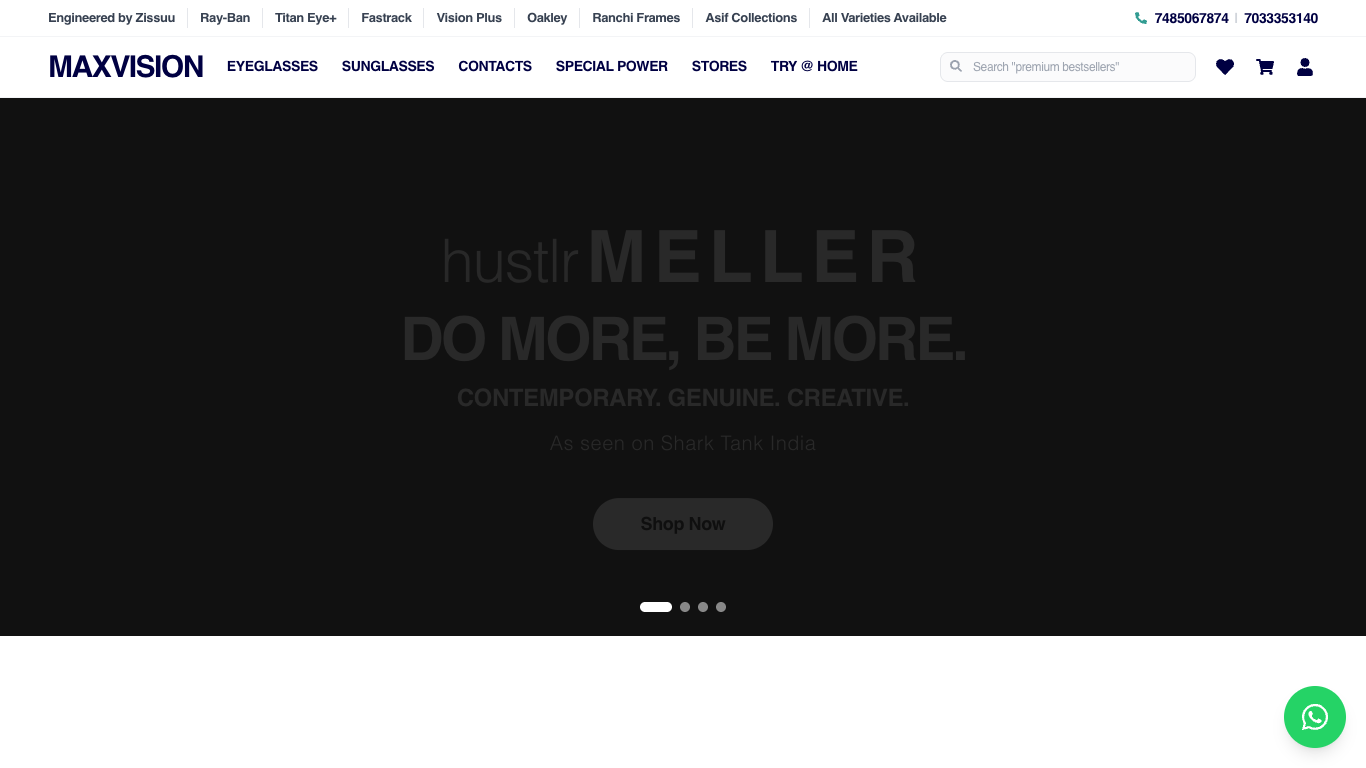 Engineered by Zissuu Ray-Ban Titan Eye+ Fastrack Vision Plus Oakley Ranchi Frames Asif Collections All Varieties Available 7485067874 | 7033353140
MAXVISION EYEGLASSES SUNGLASSES CONTACTS SPECIAL POWER STORES TRY @ HOME Search "premium bestsellers"
hustlr MELLER
DO MORE, BE MORE.
CONTEMPORARY. GENUINE. CREATIVE.
As seen on Shark Tank India
Shop Now